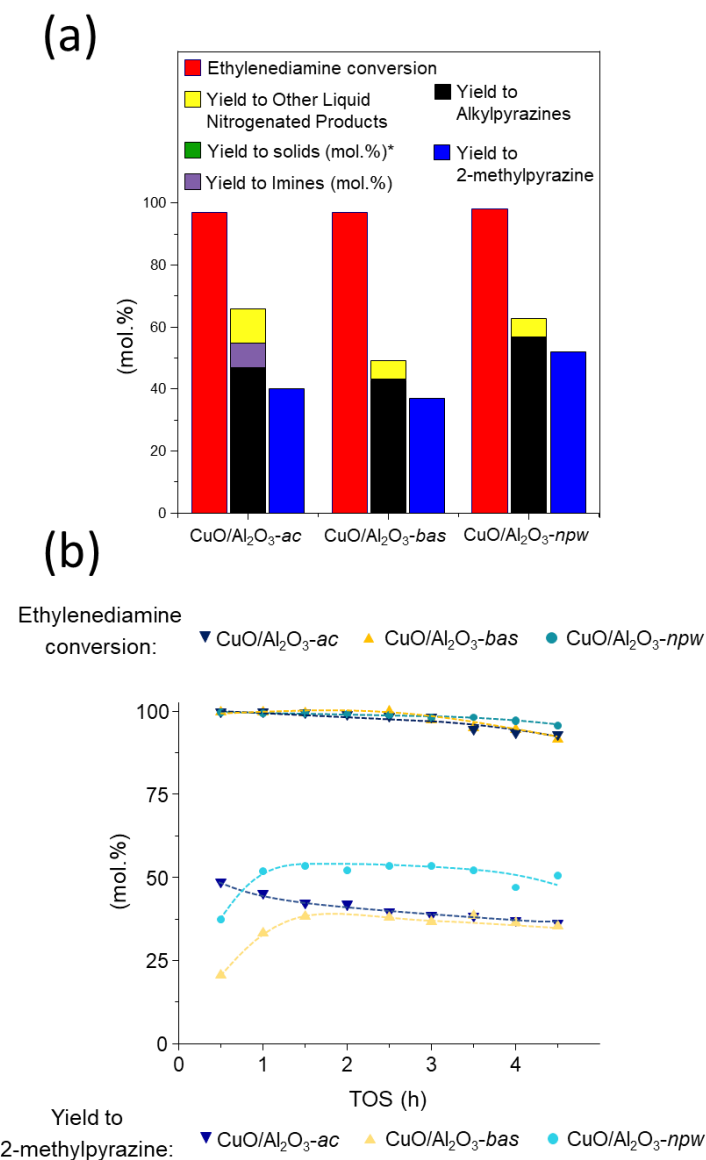 (a)
Ethylenediamine conversion
Yield to Other Liquid
Nitrogenated Products
Yield to solids (mol.%)*
Yield to Imines (mol.%)
Yield to
Alkylpyrazines
Yield to
2-methylpyrazine
100
80
60
40
20
0
(mol.%)
CuO/Al₂O₃-ac
CuO/Al₂O₃-bas
CuO/Al₂O₃-npw
(b)
Ethylenediamine
conversion:
CuO/Al₂O₃-ac
CuO/Al₂O₃-bas
CuO/Al₂O₃-npw
100
75
50
25
0
(mol.%)
0 1 2 3 4
TOS (h)
Yield to
2-methylpyrazine:
CuO/Al₂O₃-ac
CuO/Al₂O₃-bas
CuO/Al₂O₃-npw